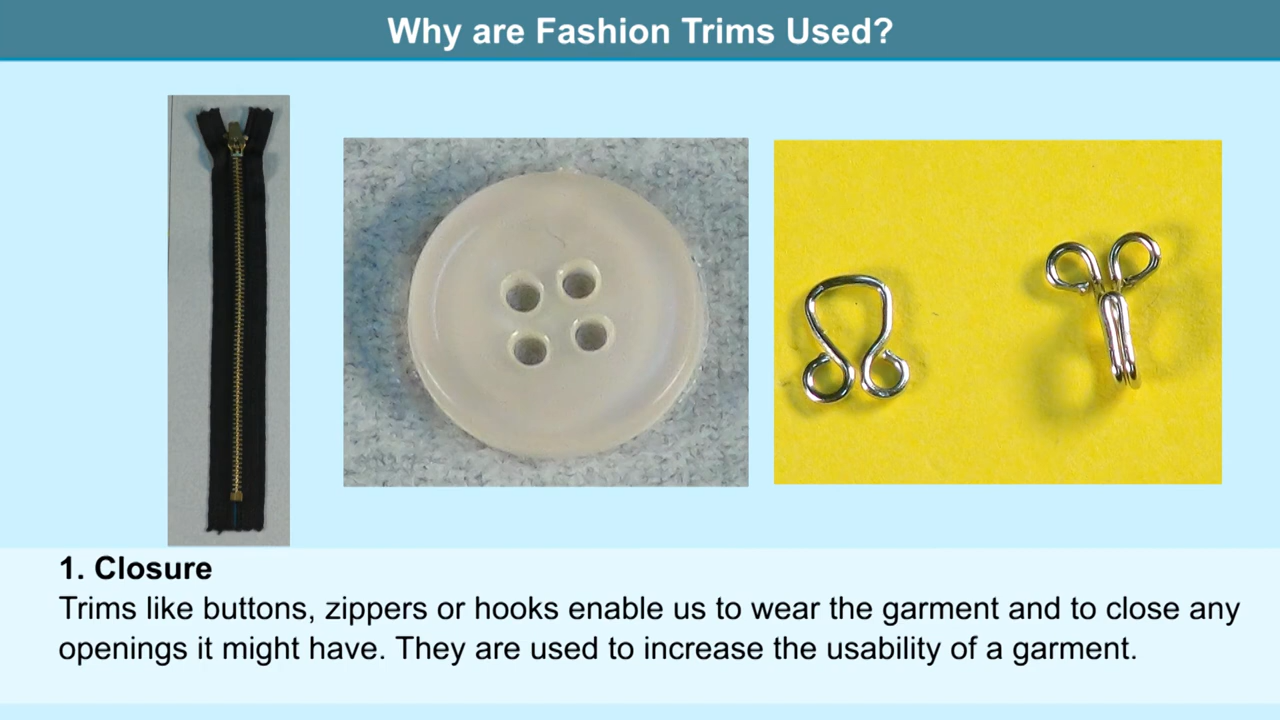 Why are Fashion Trims Used?
1. Closure
Trims like buttons, zippers or hooks enable us to wear the garment and to close any
openings it might have. They are used to increase the usability of a garment.